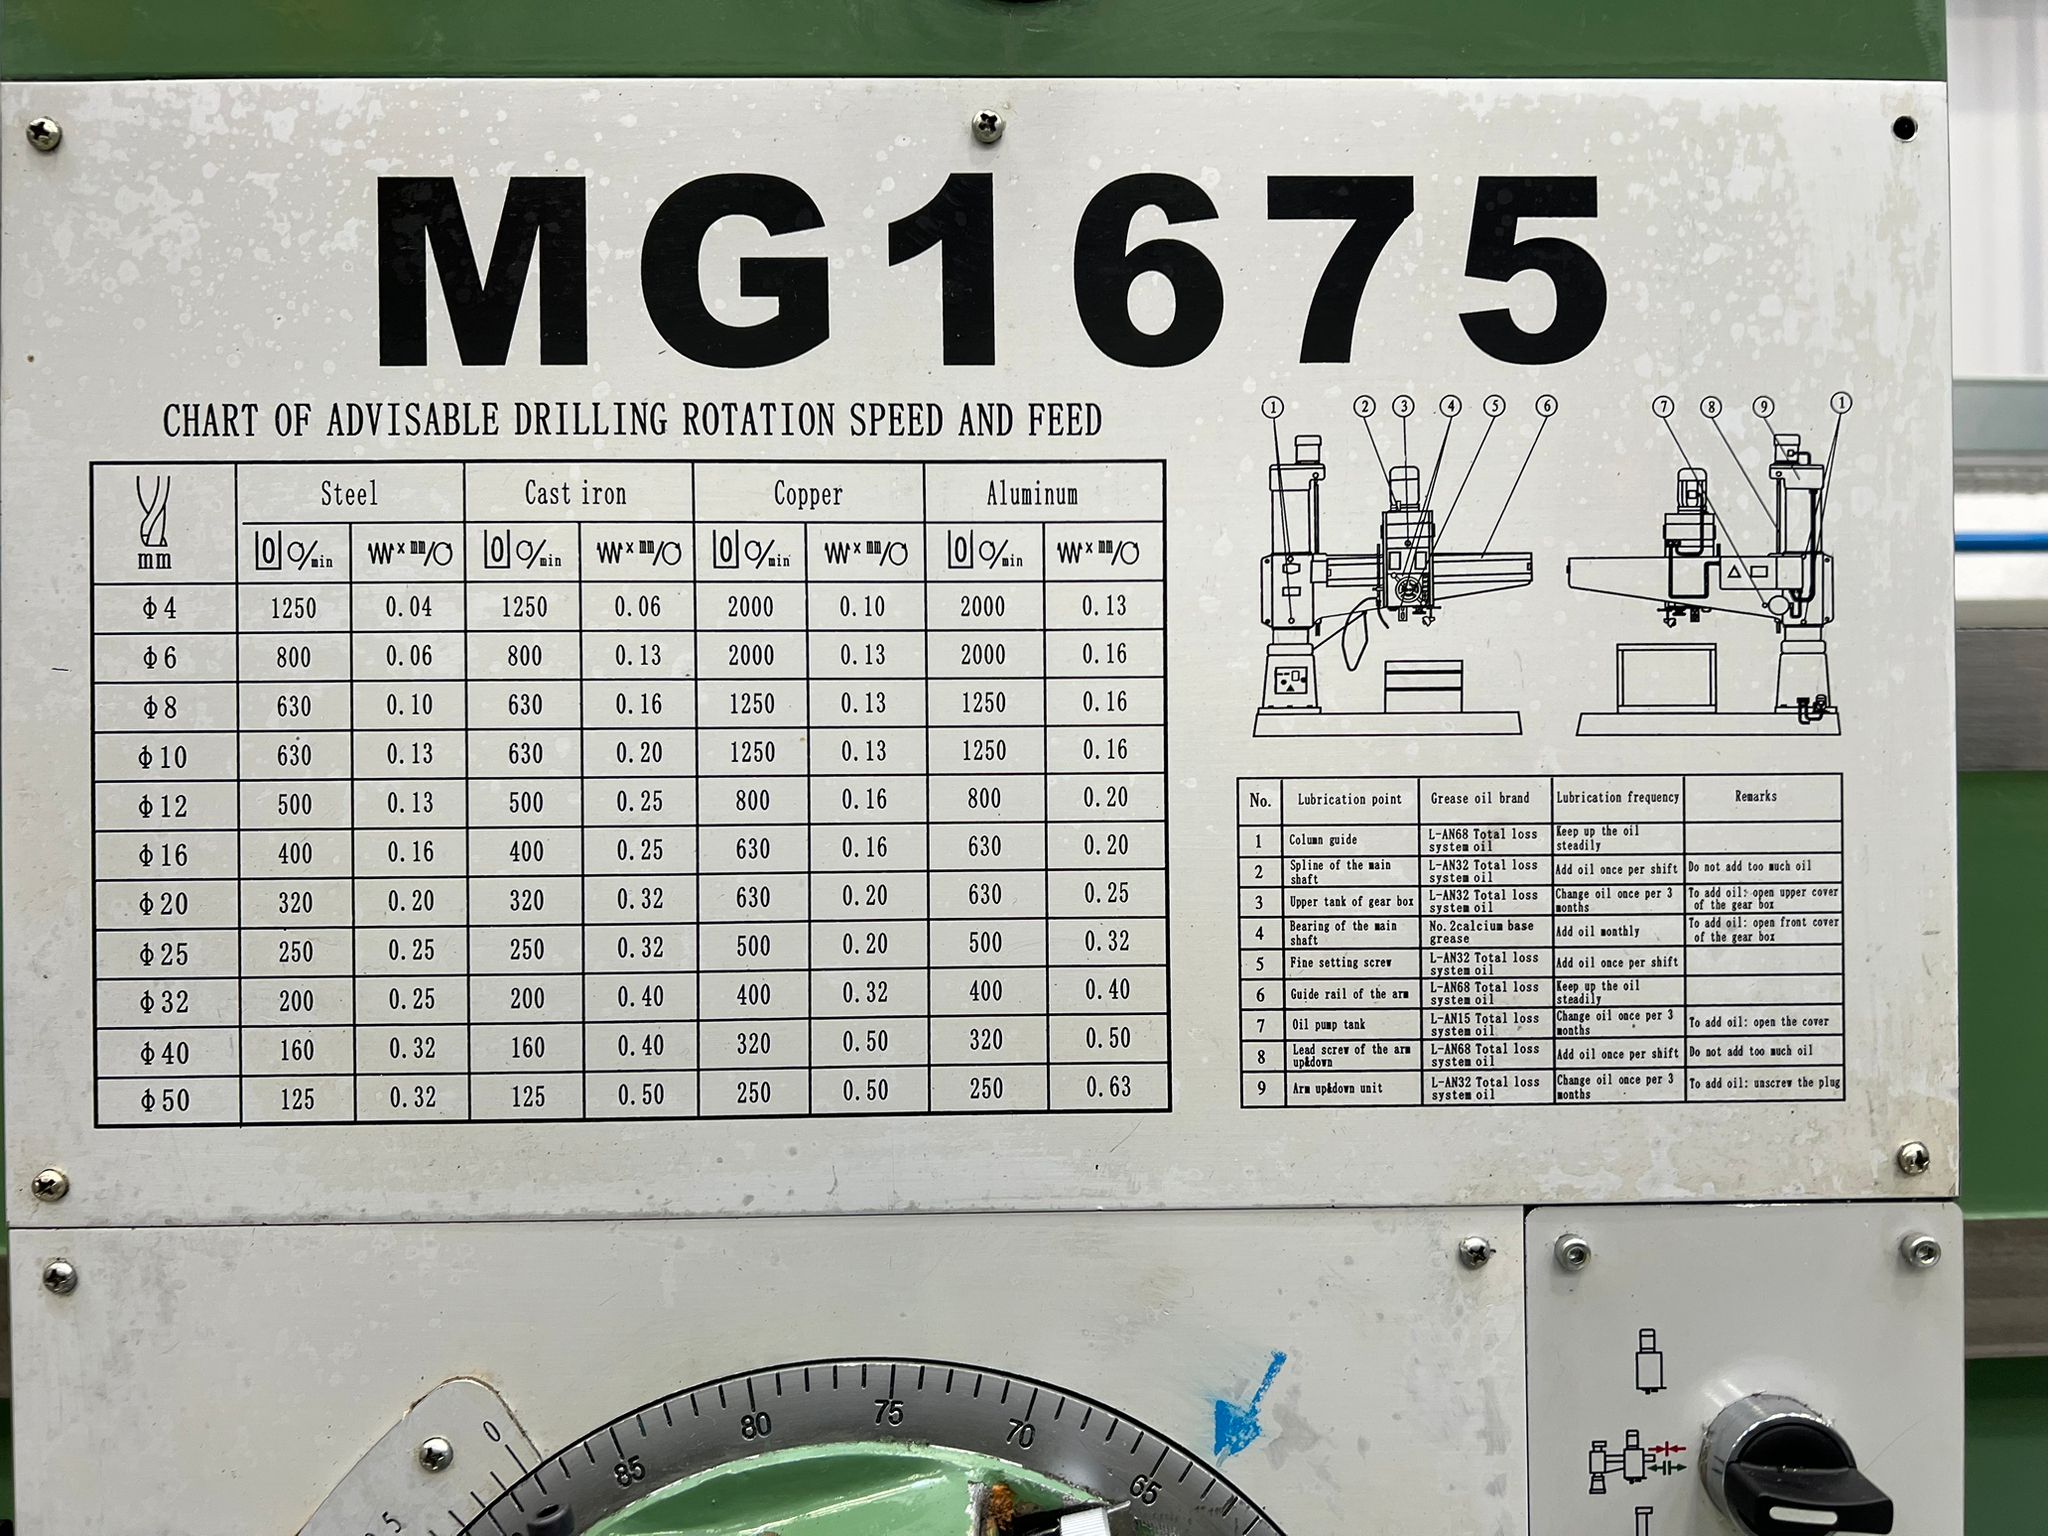 MG1675
CHART OF ADVISABLE DRILLING ROTATION SPEED AND FEED
mm Steel Cast iron Copper Aluminum
/min × mm/ /min × mm/ /min × mm/ /min × mm/
Φ4 1250 0.04 1250 0.06 2000 0.10 2000 0.13
Φ6 800 0.06 800 0.13 2000 0.13 2000 0.16
Φ8 630 0.10 630 0.16 1250 0.13 1250 0.16
Φ10 630 0.13 630 0.20 1250 0.13 1250 0.16
Φ12 500 0.13 500 0.25 800 0.16 800 0.20
Φ16 400 0.16 400 0.25 630 0.16 630 0.20
Φ20 320 0.20 320 0.32 630 0.20 630 0.25
Φ25 250 0.25 250 0.32 500 0.20 500 0.32
Φ32 200 0.25 200 0.40 400 0.32 400 0.40
Φ40 160 0.32 160 0.40 320 0.50 320 0.50
Φ50 125 0.32 125 0.50 250 0.50 250 0.63
1 2 3 4 5 6 7 8 9 1
No. Lubrication point Grease oil brand Lubrication frequency Remarks
1 Column guide L-AN68 Total loss system oil Keep up the oil steadily
2 Spline of the main shaft L-AN32 Total loss system oil Add oil once per shift Do not add too much oil
3 Upper tank of gear box L-AN32 Total loss system oil Change oil once per 3 months To add oil: open upper cover of the gear box
4 Bearing of the main shaft No.2calcium base grease Add oil monthly To add oil: open front cover of the gear box
5 Fine setting screw L-AN32 Total loss system oil Add oil once per shift
6 Guide rail of the arm L-AN68 Total loss system oil Keep up the oil steadily
7 Oil pump tank L-AN15 Total loss system oil Change oil once per 3 months To add oil: open the cover
8 Lead screw of the arm up&down L-AN68 Total loss system oil Add oil once per shift Do not add too much oil
9 Arm up&down unit L-AN32 Total loss system oil Change oil once per 3 months To add oil: unscrew the plug
0
85 80 75 70 65